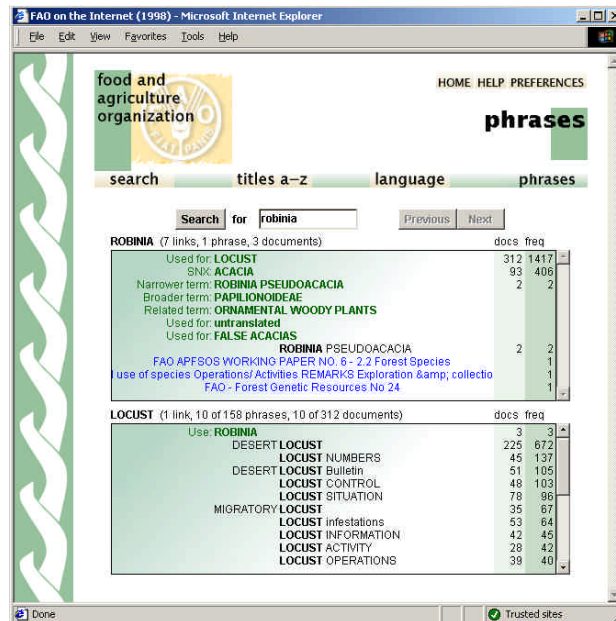 FAO on the Internet (1998) - Microsoft Internet Explorer
File Edit View Favorites Tools Help
food and
agriculture
organization
HOME HELP PREFERENCES
phrases
search titles a–z language phrases
Search for robinia Previous Next
ROBINIA (7 links, 1 phrase, 3 documents) docs freq
Used for: LOCUST 312 1417
SNX: ACACIA 93 406
Narrower term: ROBINIA PSEUDOACACIA 2 2
Broader term: PAPILIONOIDEAE
Related term: ORNAMENTAL WOODY PLANTS
Used for: untranslated
Used for: FALSE ACACIAS
ROBINIA PSEUDOACACIA 2 2
FAO APFSOS WORKING PAPER NO. 6 - 2.2 Forest Species 1
l use of species Operations/ Activities REMARKS Exploration &amp; collectio 1
FAO - Forest Genetic Resources No 24 1
LOCUST (1 link, 10 of 158 phrases, 10 of 312 documents) docs freq
Use: ROBINIA 3 3
DESERT LOCUST 225 672
LOCUST NUMBERS 45 137
DESERT LOCUST Bulletin 51 105
LOCUST CONTROL 48 103
LOCUST SITUATION 78 96
MIGRATORY LOCUST 35 67
LOCUST infestations 53 64
LOCUST INFORMATION 42 45
LOCUST ACTIVITY 28 42
LOCUST OPERATIONS 39 40
Done Trusted sites